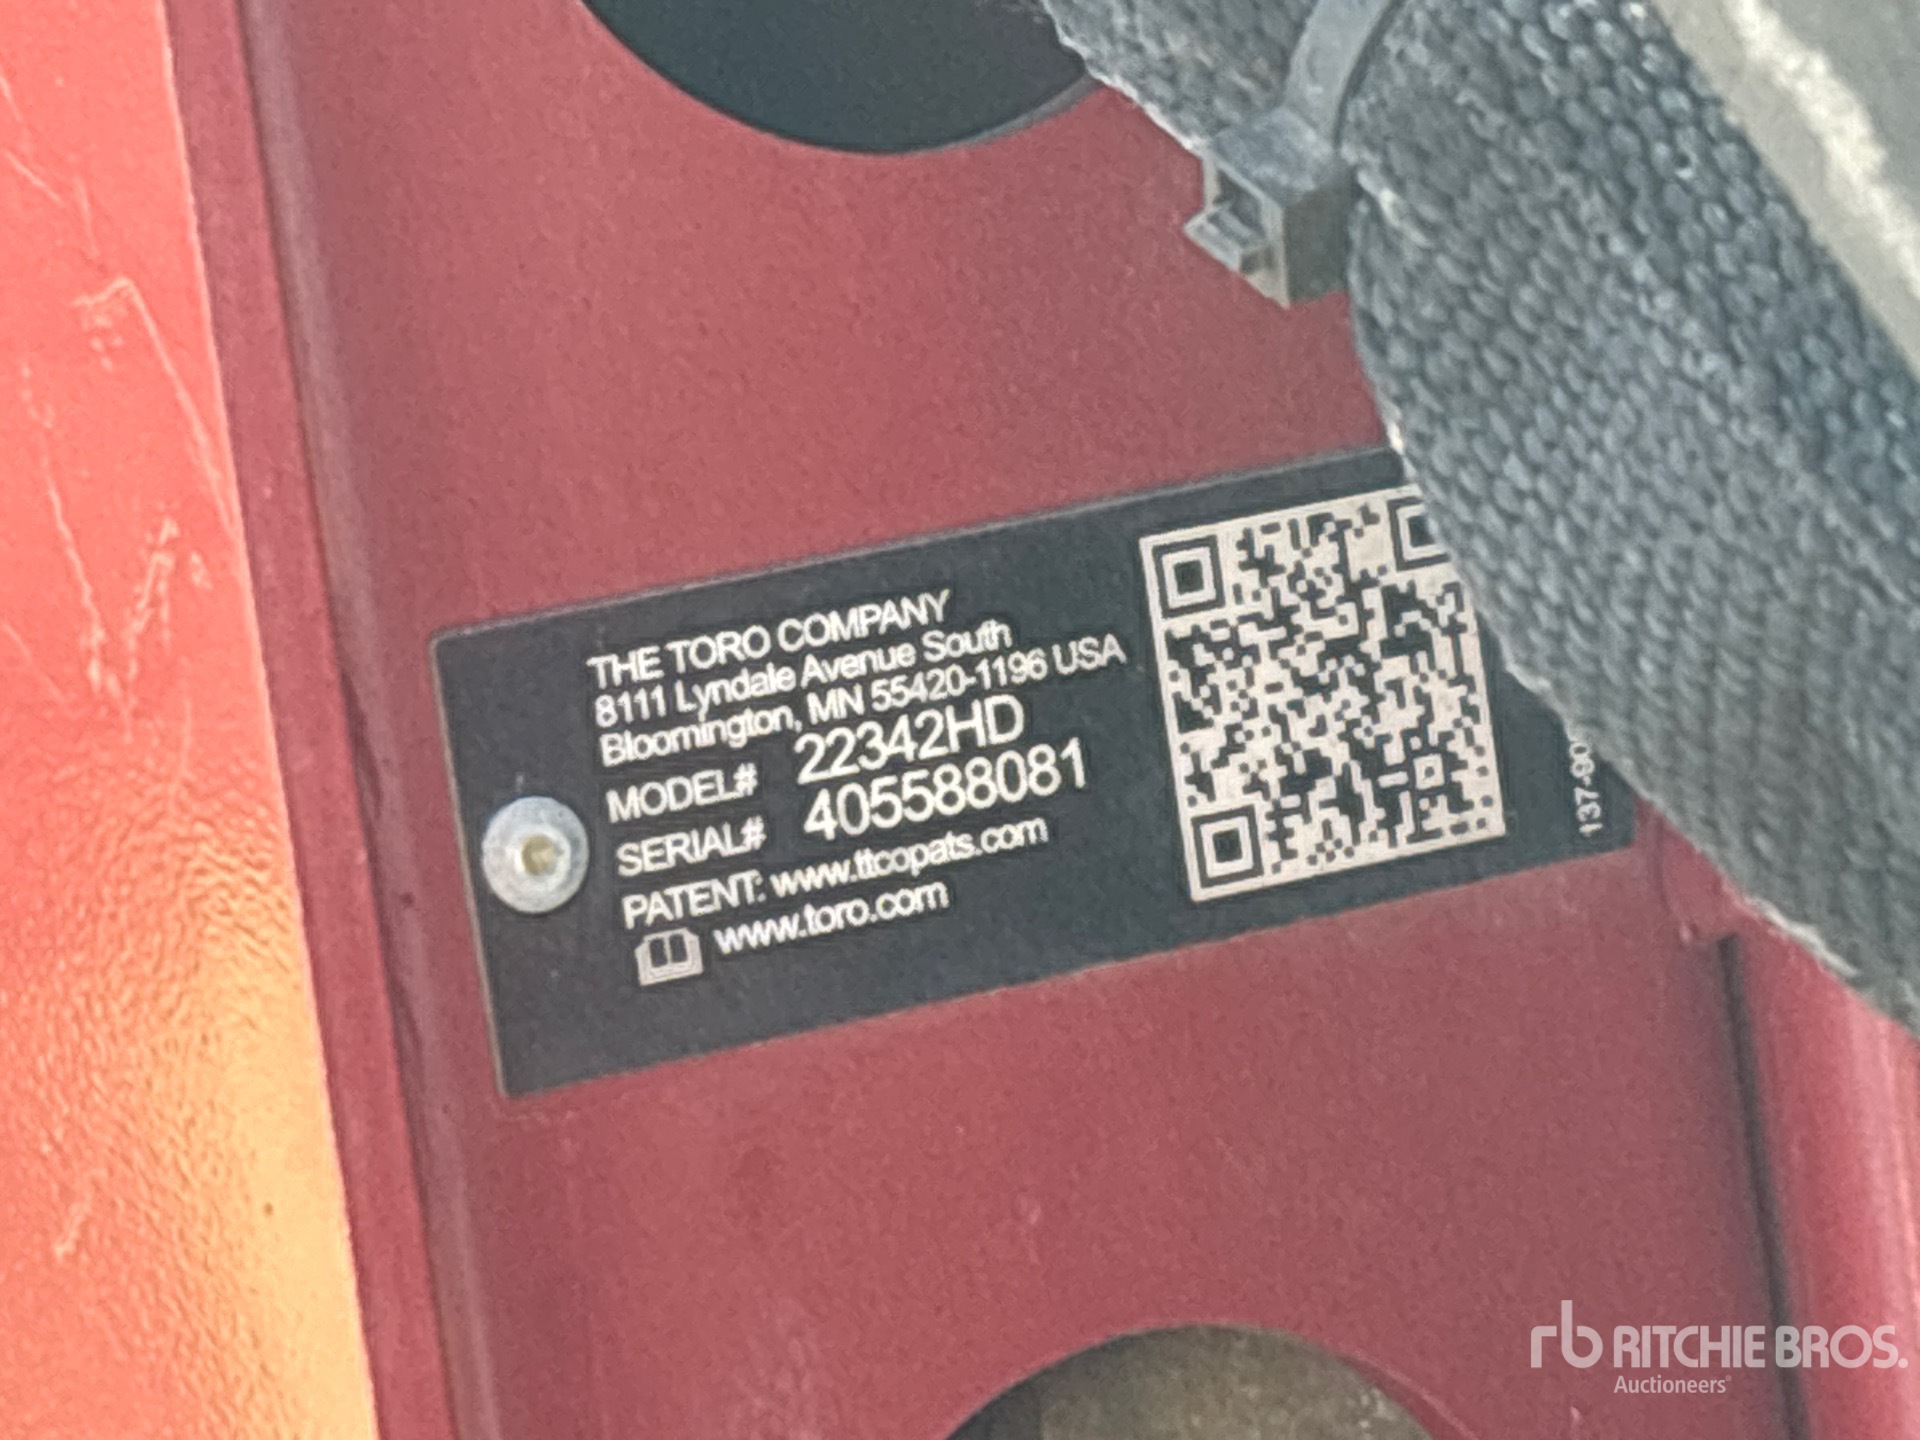 THE TORO COMPANY
8111 Lyndale Avenue South
Bloomington, MN 55420-1196 USA
MODEL# 22342HD
SERIAL# 405588081
PATENT: www.ttcopats.com
www.toro.com
rb RITCHIE BROS.
Auctioneers